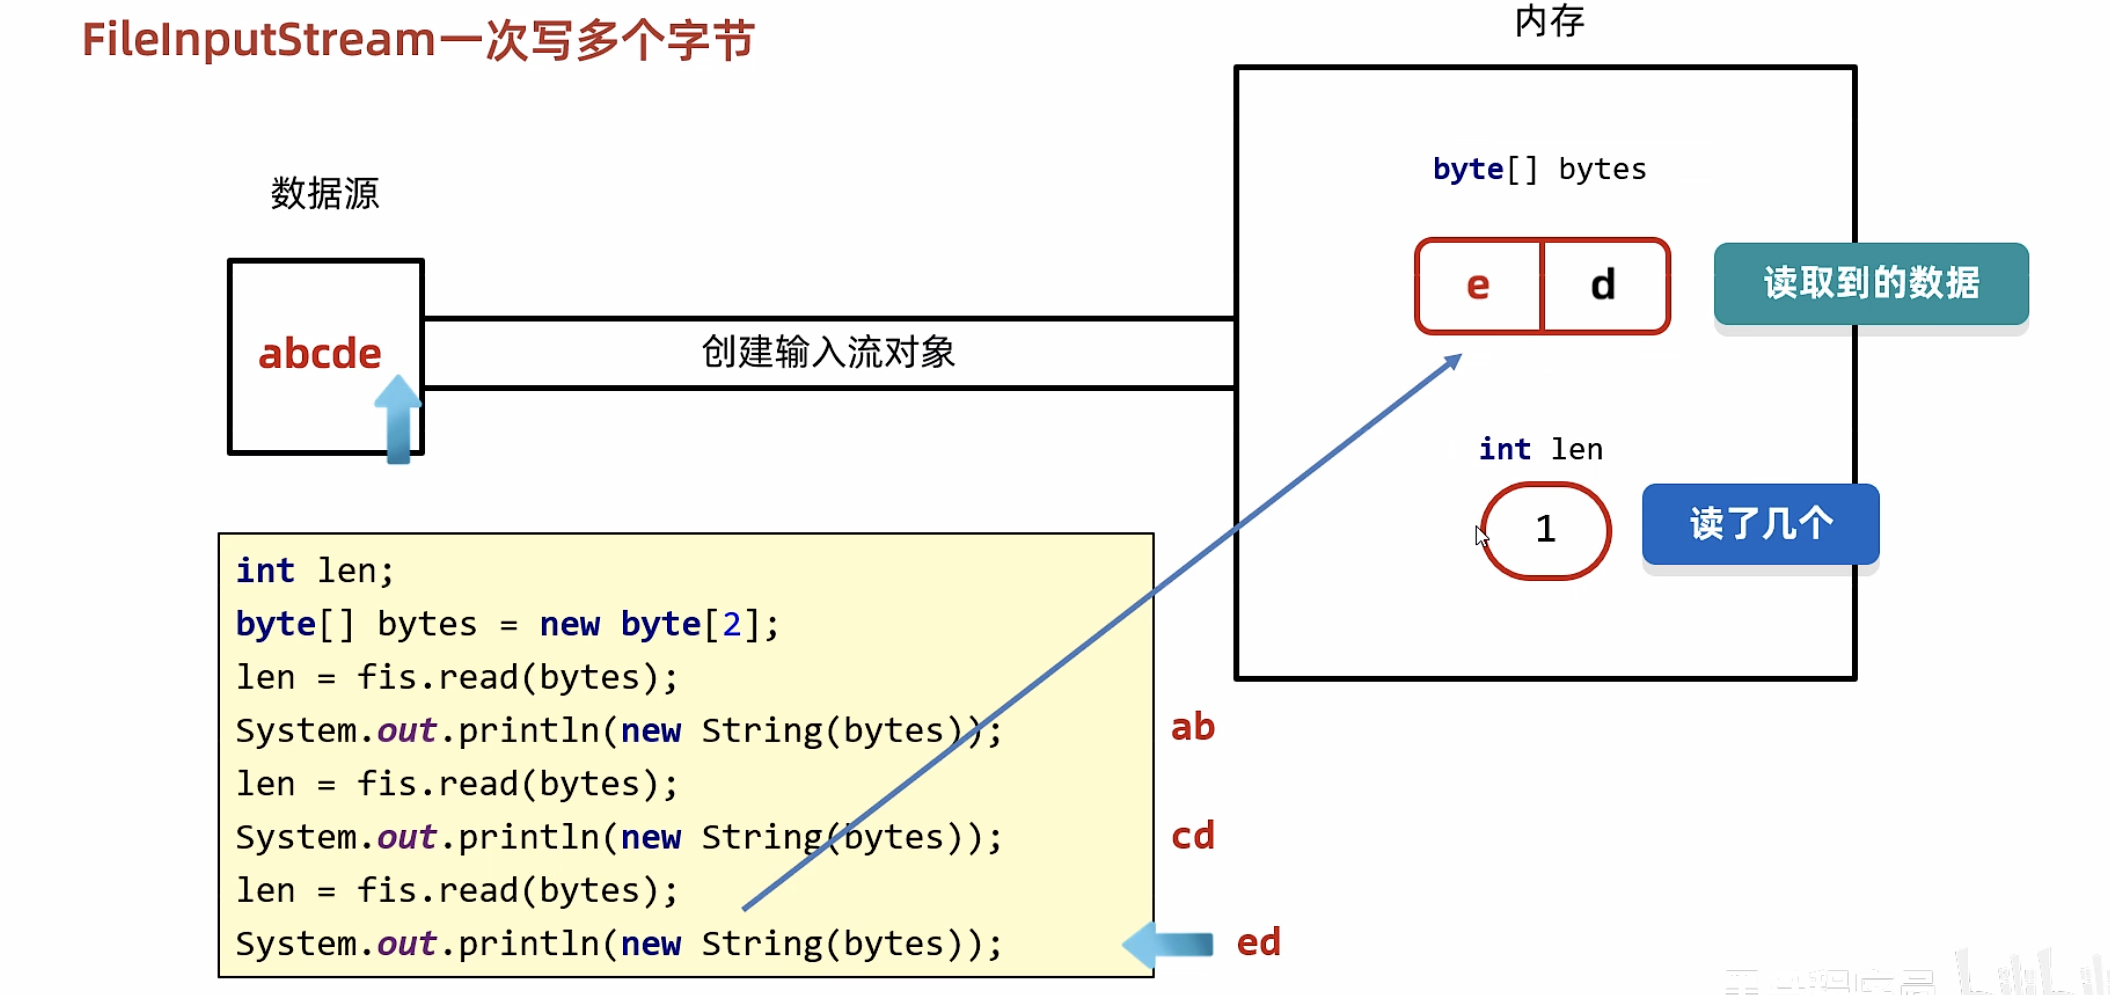 FileInputStream一次写多个字节
内存
数据源
byte[] bytes
e d
读取到的数据
abcde
创建输入流对象
int len
1
读了几个
int len;
byte[] bytes = new byte[2];
len = fis.read(bytes);
System.out.println(new String(bytes));
ab
len = fis.read(bytes);
System.out.println(new String(bytes));
cd
len = fis.read(bytes);
System.out.println(new String(bytes));
ed